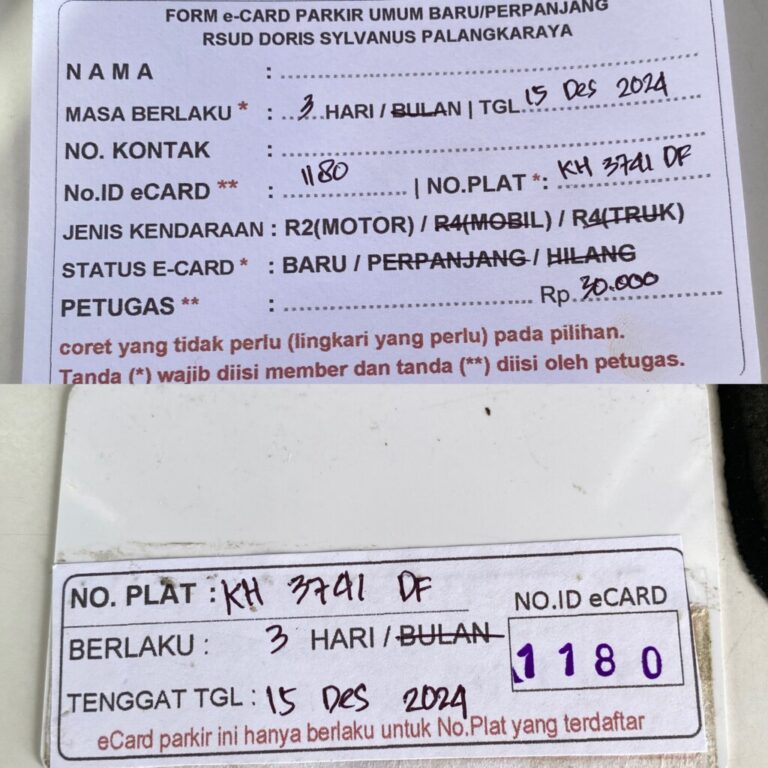 FORM e-CARD PARKIR UMUM BARU/PERPANJANG
RSUD DORIS SYLVANUS PALANGKARAYA
NAMA :
MASA BERLAKU * : 3 HARI / BULAN | TGL 15 Des 2024
NO. KONTAK :
No.ID eCARD ** : 1180 | NO.PLAT *: KH 3741 DF
JENIS KENDARAAN : R2(MOTOR) / R4(MOBIL) / R4(TRUK)
STATUS E-CARD * : BARU / PERPANJANG / HILANG
PETUGAS ** : Rp. 30.000
coret yang tidak perlu (lingkari yang perlu) pada pilihan.
Tanda (*) wajib diisi member dan tanda (**) diisi oleh petugas.
NO. PLAT : KH 3741 DF
NO.ID eCARD
BERLAKU : 3 HARI / BULAN
1180
TENGGAT TGL : 15 Des 2024
eCard parkir ini hanya berlaku untuk No.Plat yang terdaftar